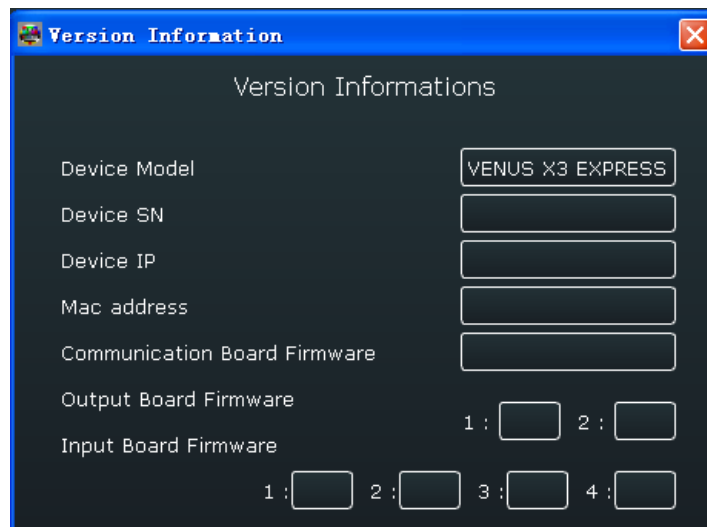 Version Information
Version Informations
Device Model VENUS X3 EXPRESS
Device SN
Device IP
Mac address
Communication Board Firmware
Output Board Firmware
1 : 2 :
Input Board Firmware
1 : 2 : 3 : 4 :